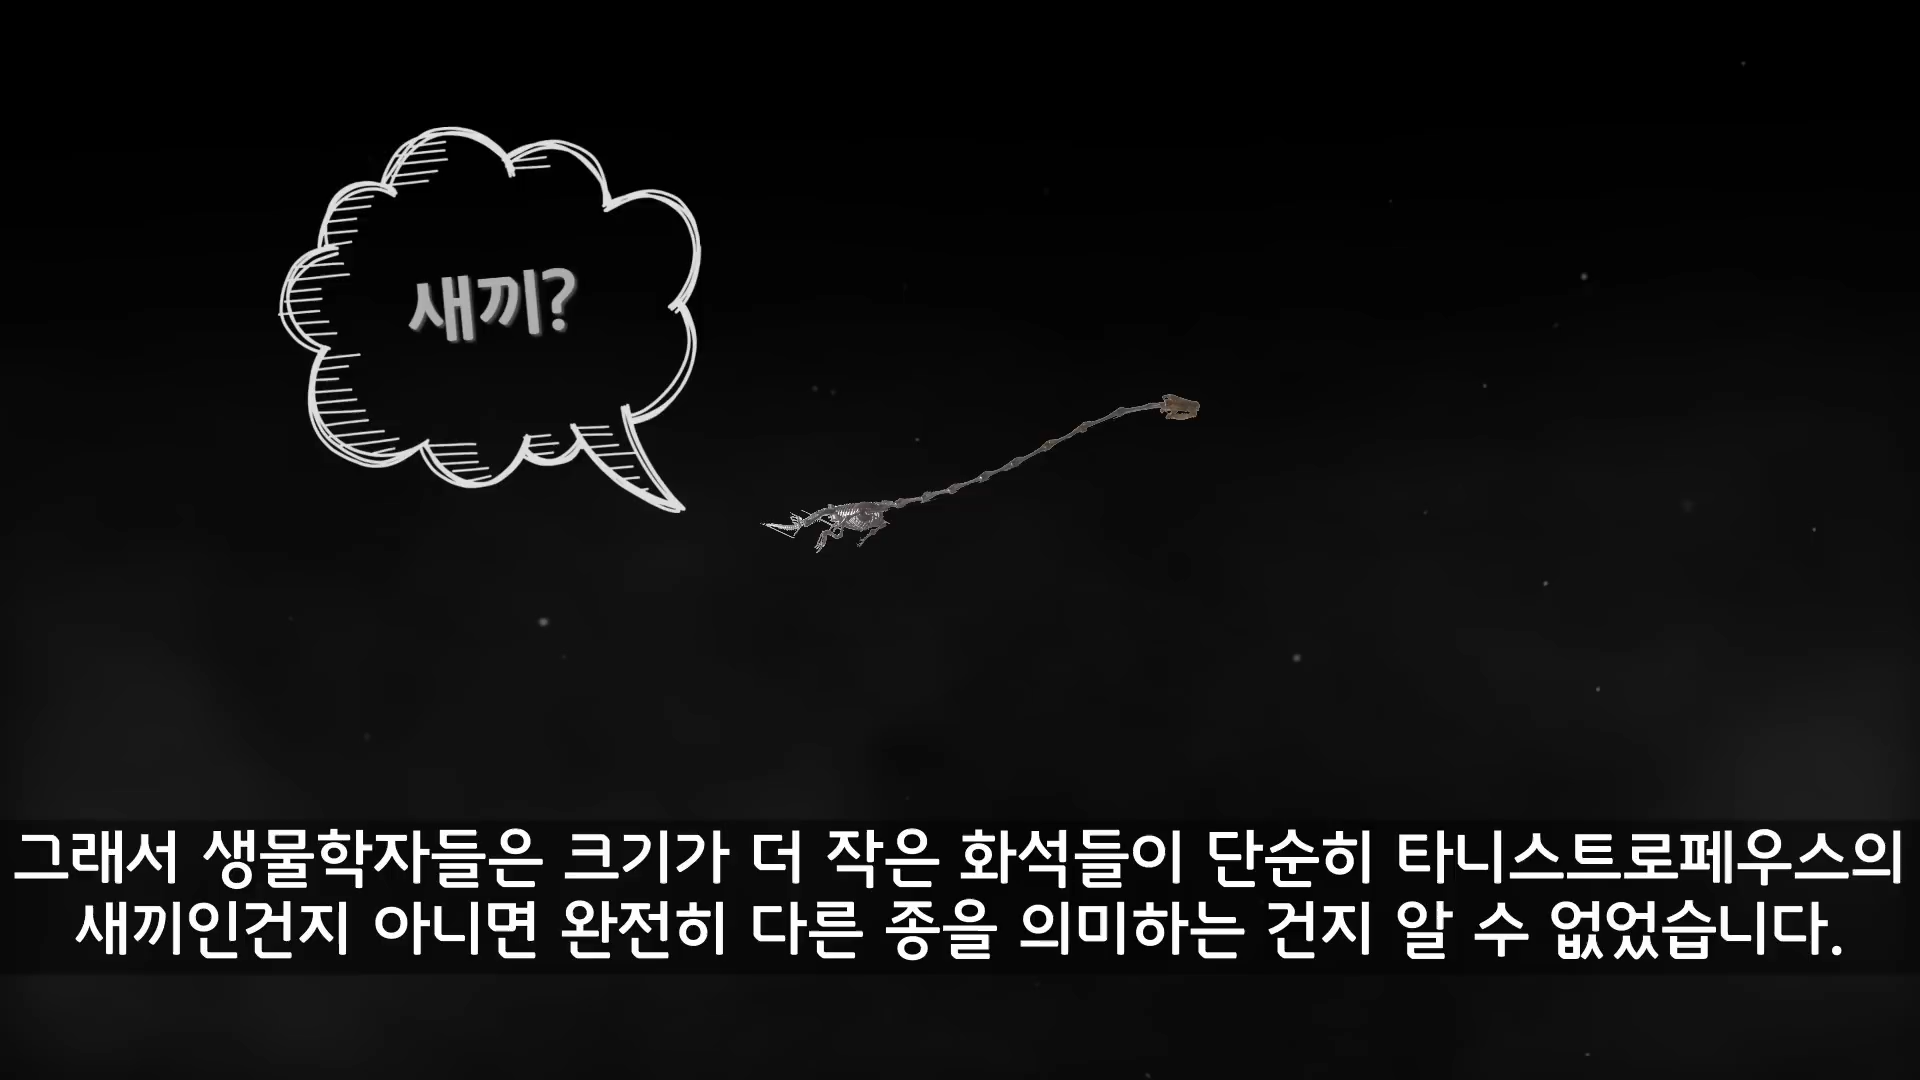 새끼?
그래서 생물학자들은 크기가 더 작은 화석들이 단순히 타니스트로페우스의
새끼인건지 아니면 완전히 다른 종을 의미하는 건지 알 수 없었습니다.